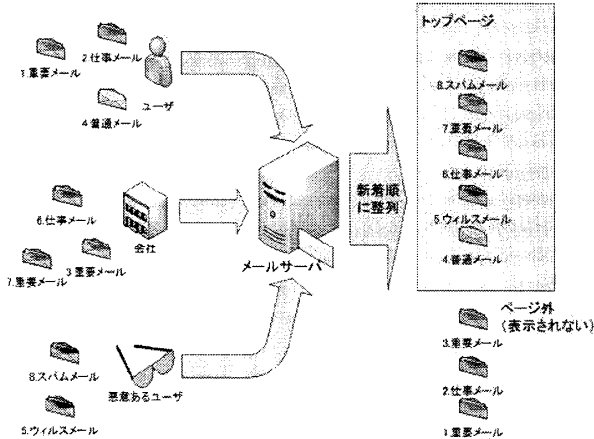 2.仕事メール
1.重要メール
4.普通メール
ユーザ
6.仕事メール
会社
7.重要メール
3.重要メール
8.スパムメール
5.ウィルスメール
悪意あるユーザ
メールサーバ
新着順
に整列
トップページ
8.スパムメール
7.重要メール
6.仕事メール
5.ウィルスメール
4.普通メール
ページ外
(表示されない)
3.重要メール
2.仕事メール
1.重要メール